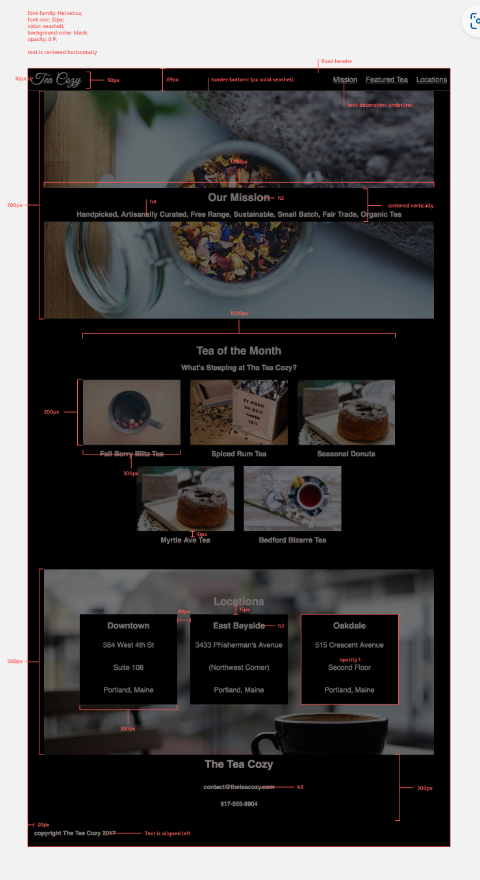 font-family: Helvetica;
font-size: 22px;
color: seashell;
background-color: black;
opacity: 0.9;
text is centered horizontally
fixed header
10px
Tea Cozy
50px
69px
border-bottom: 1px solid seashell;
Mission Featured Tea Locations
text-decoration: underline;
1200px
700px
Our Mission
h2
h4
centered vertically
Handpicked, Artisanally Curated, Free Range, Sustainable, Small Batch, Fair Trade, Organic Tea
1000px
Tea of the Month
What's Steeping at The Tea Cozy?
Fall Berry Blitz Tea
Spiced Rum Tea
Seasonal Donuts
300px
10px
Myrtle Ave Tea
Bedford Bizarre Tea
Locations
15px
Downtown
East Bayside
h3
Oakdale
384 West 4th St
3433 Phisherman's Avenue
515 Crescent Avenue
opacity 1
Suite 108
(Northwest Corner)
Second Floor
500px
Portland, Maine
Portland, Maine
Portland, Maine
300px
The Tea Cozy
contact@theteacozy.com
h5
200px
917-555-8904
20px
copyright The Tea Cozy 2017
Text is aligned left